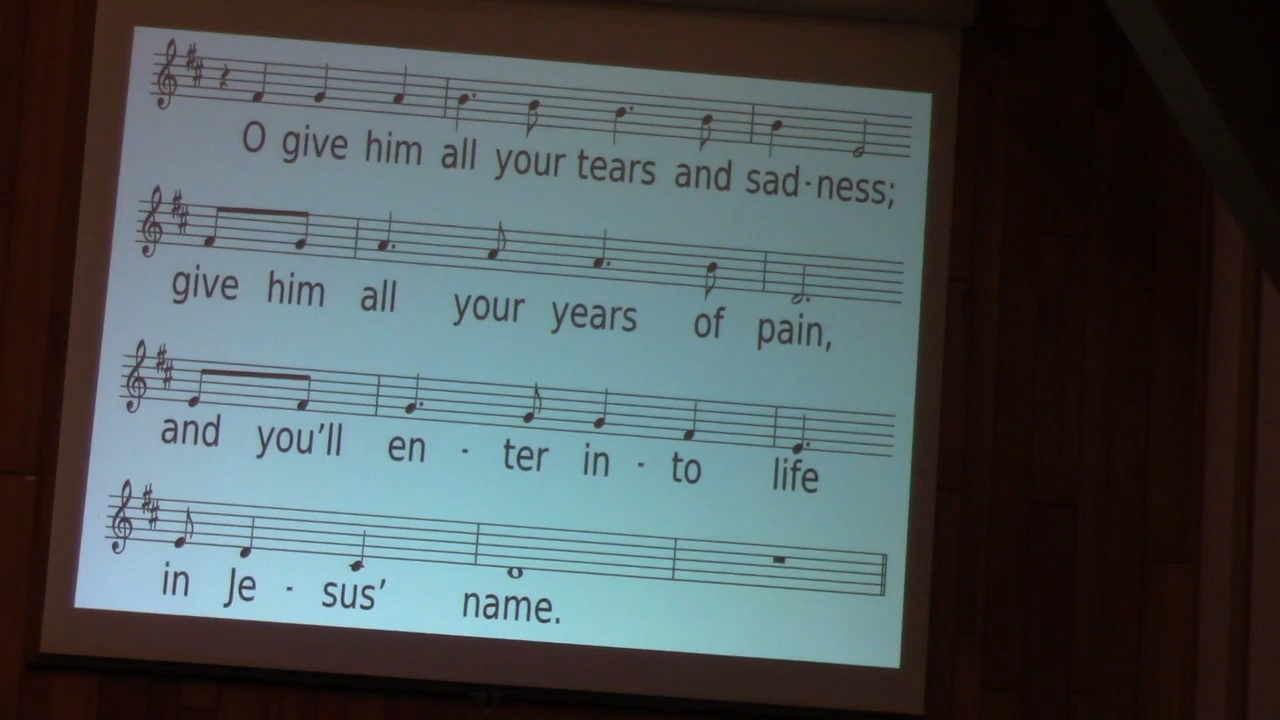 O give him all your tears and sad-ness;
give him all your years of pain,
and you'll en - ter in - to life
in Je - sus' name.